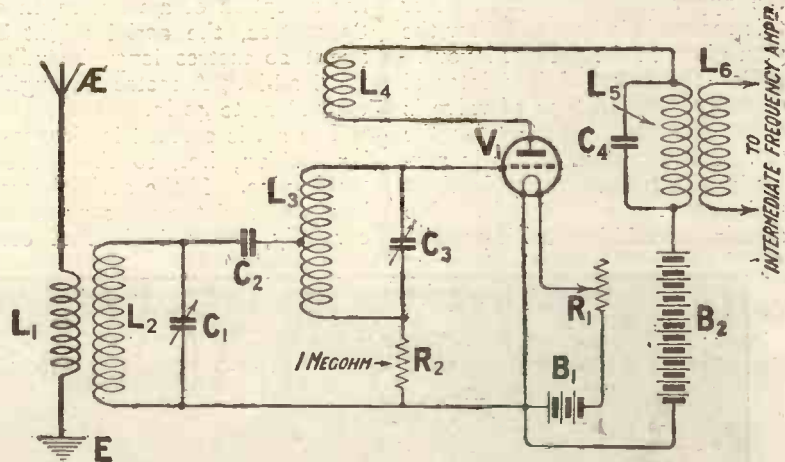 Æ
L4
L5
L6
V1
C4
L3
C2
C3
L1
L2
C1
1 MEGOHM
R2
R1
B1
B2
E
TO
INTERMEDIATE FREQUENCY AMPR.